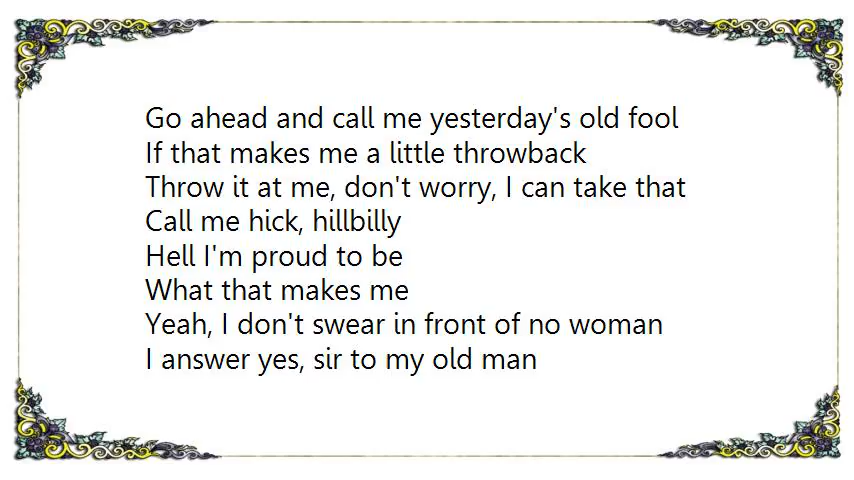 Go ahead and call me yesterday's old fool
If that makes me a little throwback
Throw it at me, don't worry, I can take that
Call me hick, hillbilly
Hell I'm proud to be
What that makes me
Yeah, I don't swear in front of no woman
I answer yes, sir to my old man